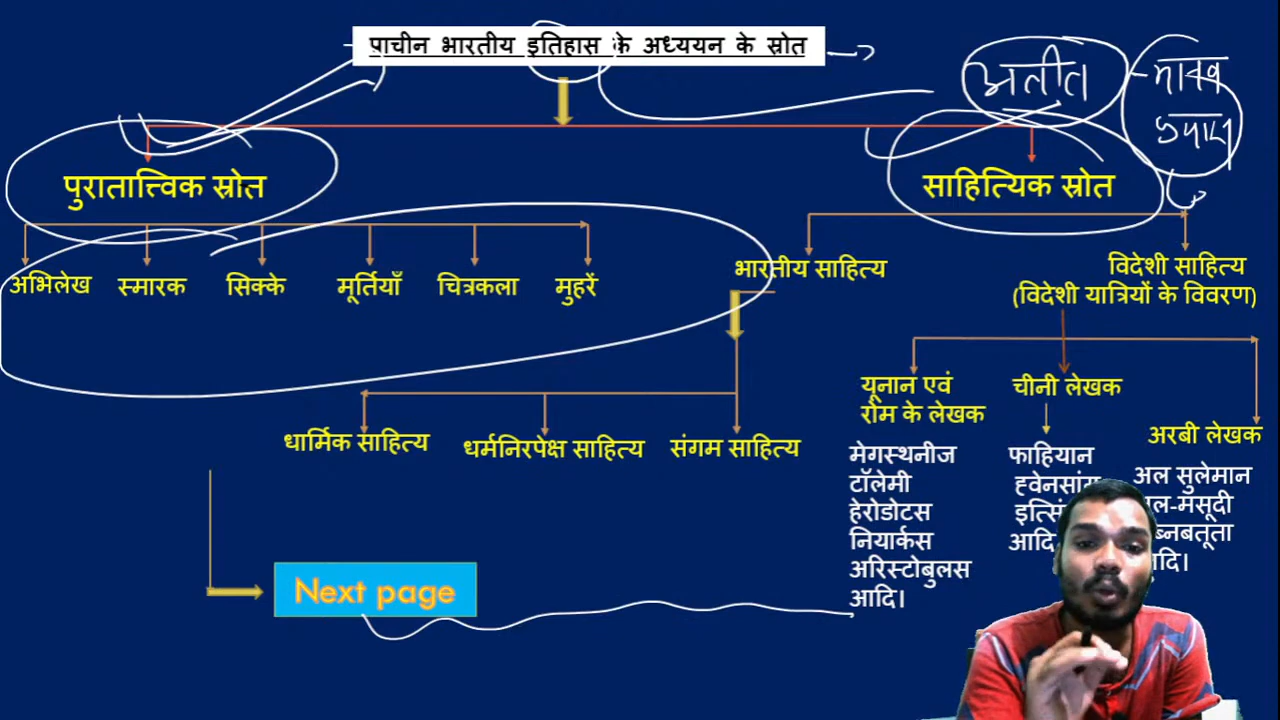 प्राचीन भारतीय इतिहास के अध्ययन के स्रोत
अतीत
मानव
पुरातात्त्विक स्रोत
साहित्यिक स्रोत
अभिलेख
स्मारक
सिक्के
मूर्तियाँ
चित्रकला
मुहरें
भारतीय साहित्य
विदेशी साहित्य
(विदेशी यात्रियों के विवरण)
धार्मिक साहित्य
धर्मनिरपेक्ष साहित्य
संगम साहित्य
यूनान एवं
रोम के लेखक
मेगस्थनीज
टॉलेमी
हेरोडोटस
नियार्कस
अरिस्टोबुलस
आदि।
चीनी लेखक
फाहियान
आदि
अरबी लेखक
अल सुलेमान
Next page